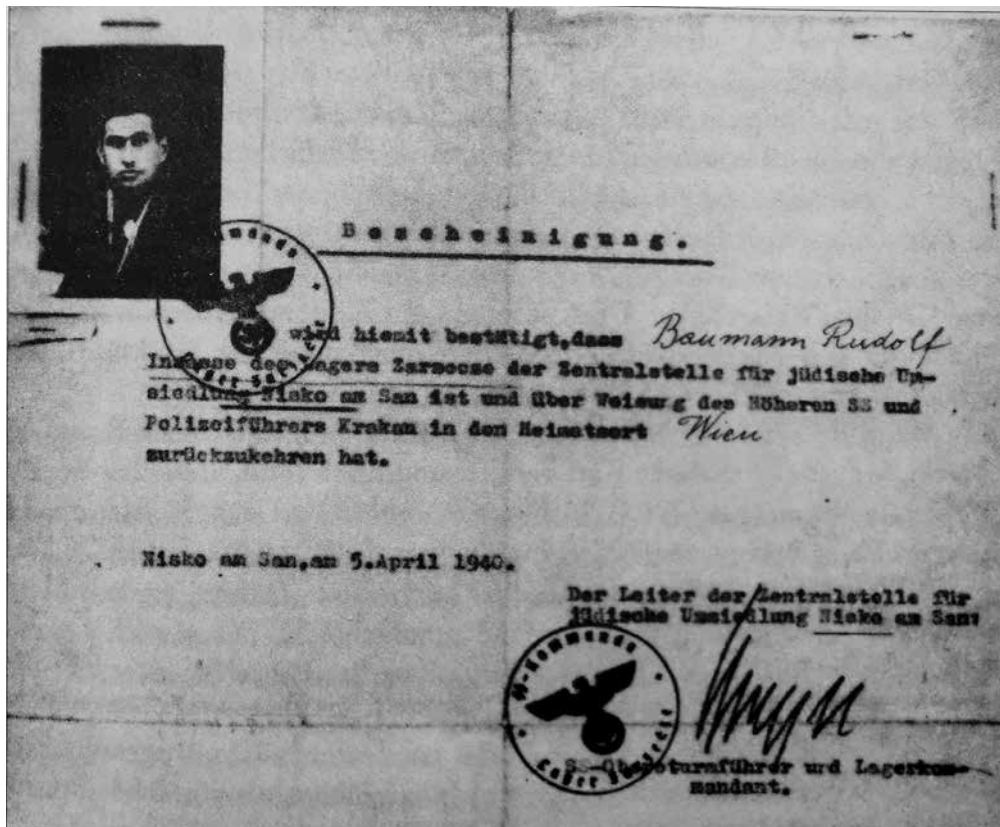 Bescheinigung.
wird hiemit bestätigt,dass Baumann Rudolf
Insasse des Lagers Zarzecze der Zentralstelle für jüdische Um-
siedlung Nisko am San ist und über Weisung des Höheren SS und
Polizeiführers Krakau in den Heimatsort Wien
zurückzukehren hat.
Nisko am San,am 5.April 1940.
Der Leiter der Zentralstelle für
jüdische Umsiedlung Nisko am San:
SS-Kommando
SS-Obersturmführer und Lagerkom-
mandant.